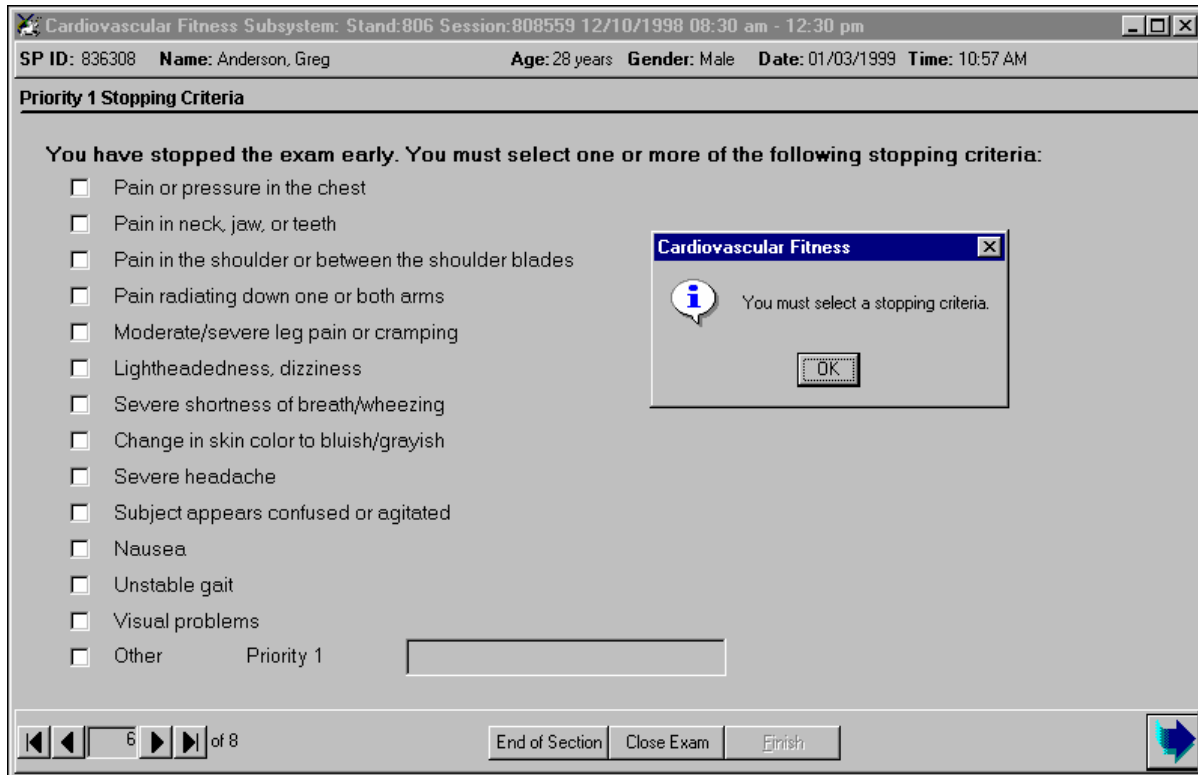 Cardiovascular Fitness Subsystem: Stand:806 Session:808559 12/10/1998 08:30 am - 12:30 pm
SP ID: 836308 Name: Anderson, Greg Age: 28 years Gender: Male Date: 01/03/1999 Time: 10:57 AM
Priority 1 Stopping Criteria
You have stopped the exam early. You must select one or more of the following stopping criteria:
Pain or pressure in the chest
Pain in neck, jaw, or teeth
Pain in the shoulder or between the shoulder blades
Pain radiating down one or both arms
Moderate/severe leg pain or cramping
Lightheadedness, dizziness
Severe shortness of breath/wheezing
Change in skin color to bluish/grayish
Severe headache
Subject appears confused or agitated
Nausea
Unstable gait
Visual problems
Other Priority 1
Cardiovascular Fitness
You must select a stopping criteria.
OK
6 of 8
End of Section Close Exam Finish